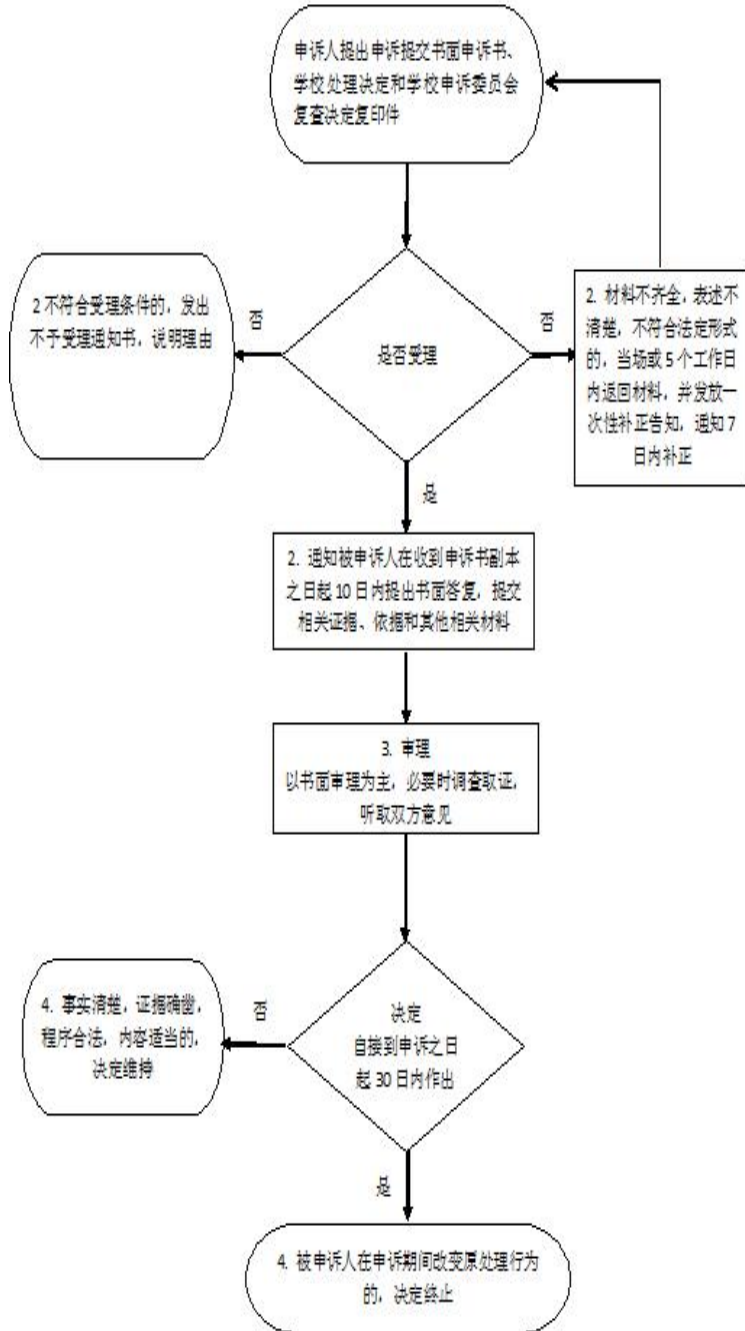 申诉人提出申诉提交书面申诉书、
学校处理决定和学校申诉委员会
复查决定复印件
2 不符合受理条件的，发出
不予受理通知书，说明理由
否
是否受理
否
2. 材料不齐全，表述不
清楚，不符合法定形式
的，当场或 5 个工作日
内返回材料，并发放一
次性补正告知，通知 7
日内补正
是
2. 通知被申诉人在收到申诉书副本
之日起 10 日内提出书面答复，提交
相关证据、依据和其他相关材料
3. 审理
以书面审理为主，必要时调查取证，
听取双方意见
4. 事实清楚，证据确凿，
程序合法，内容适当的，
决定维持
否
决定
自接到申诉之日
起 30 日内作出
是
4. 被申诉人在申诉期间改变原处理行为
的，决定终止